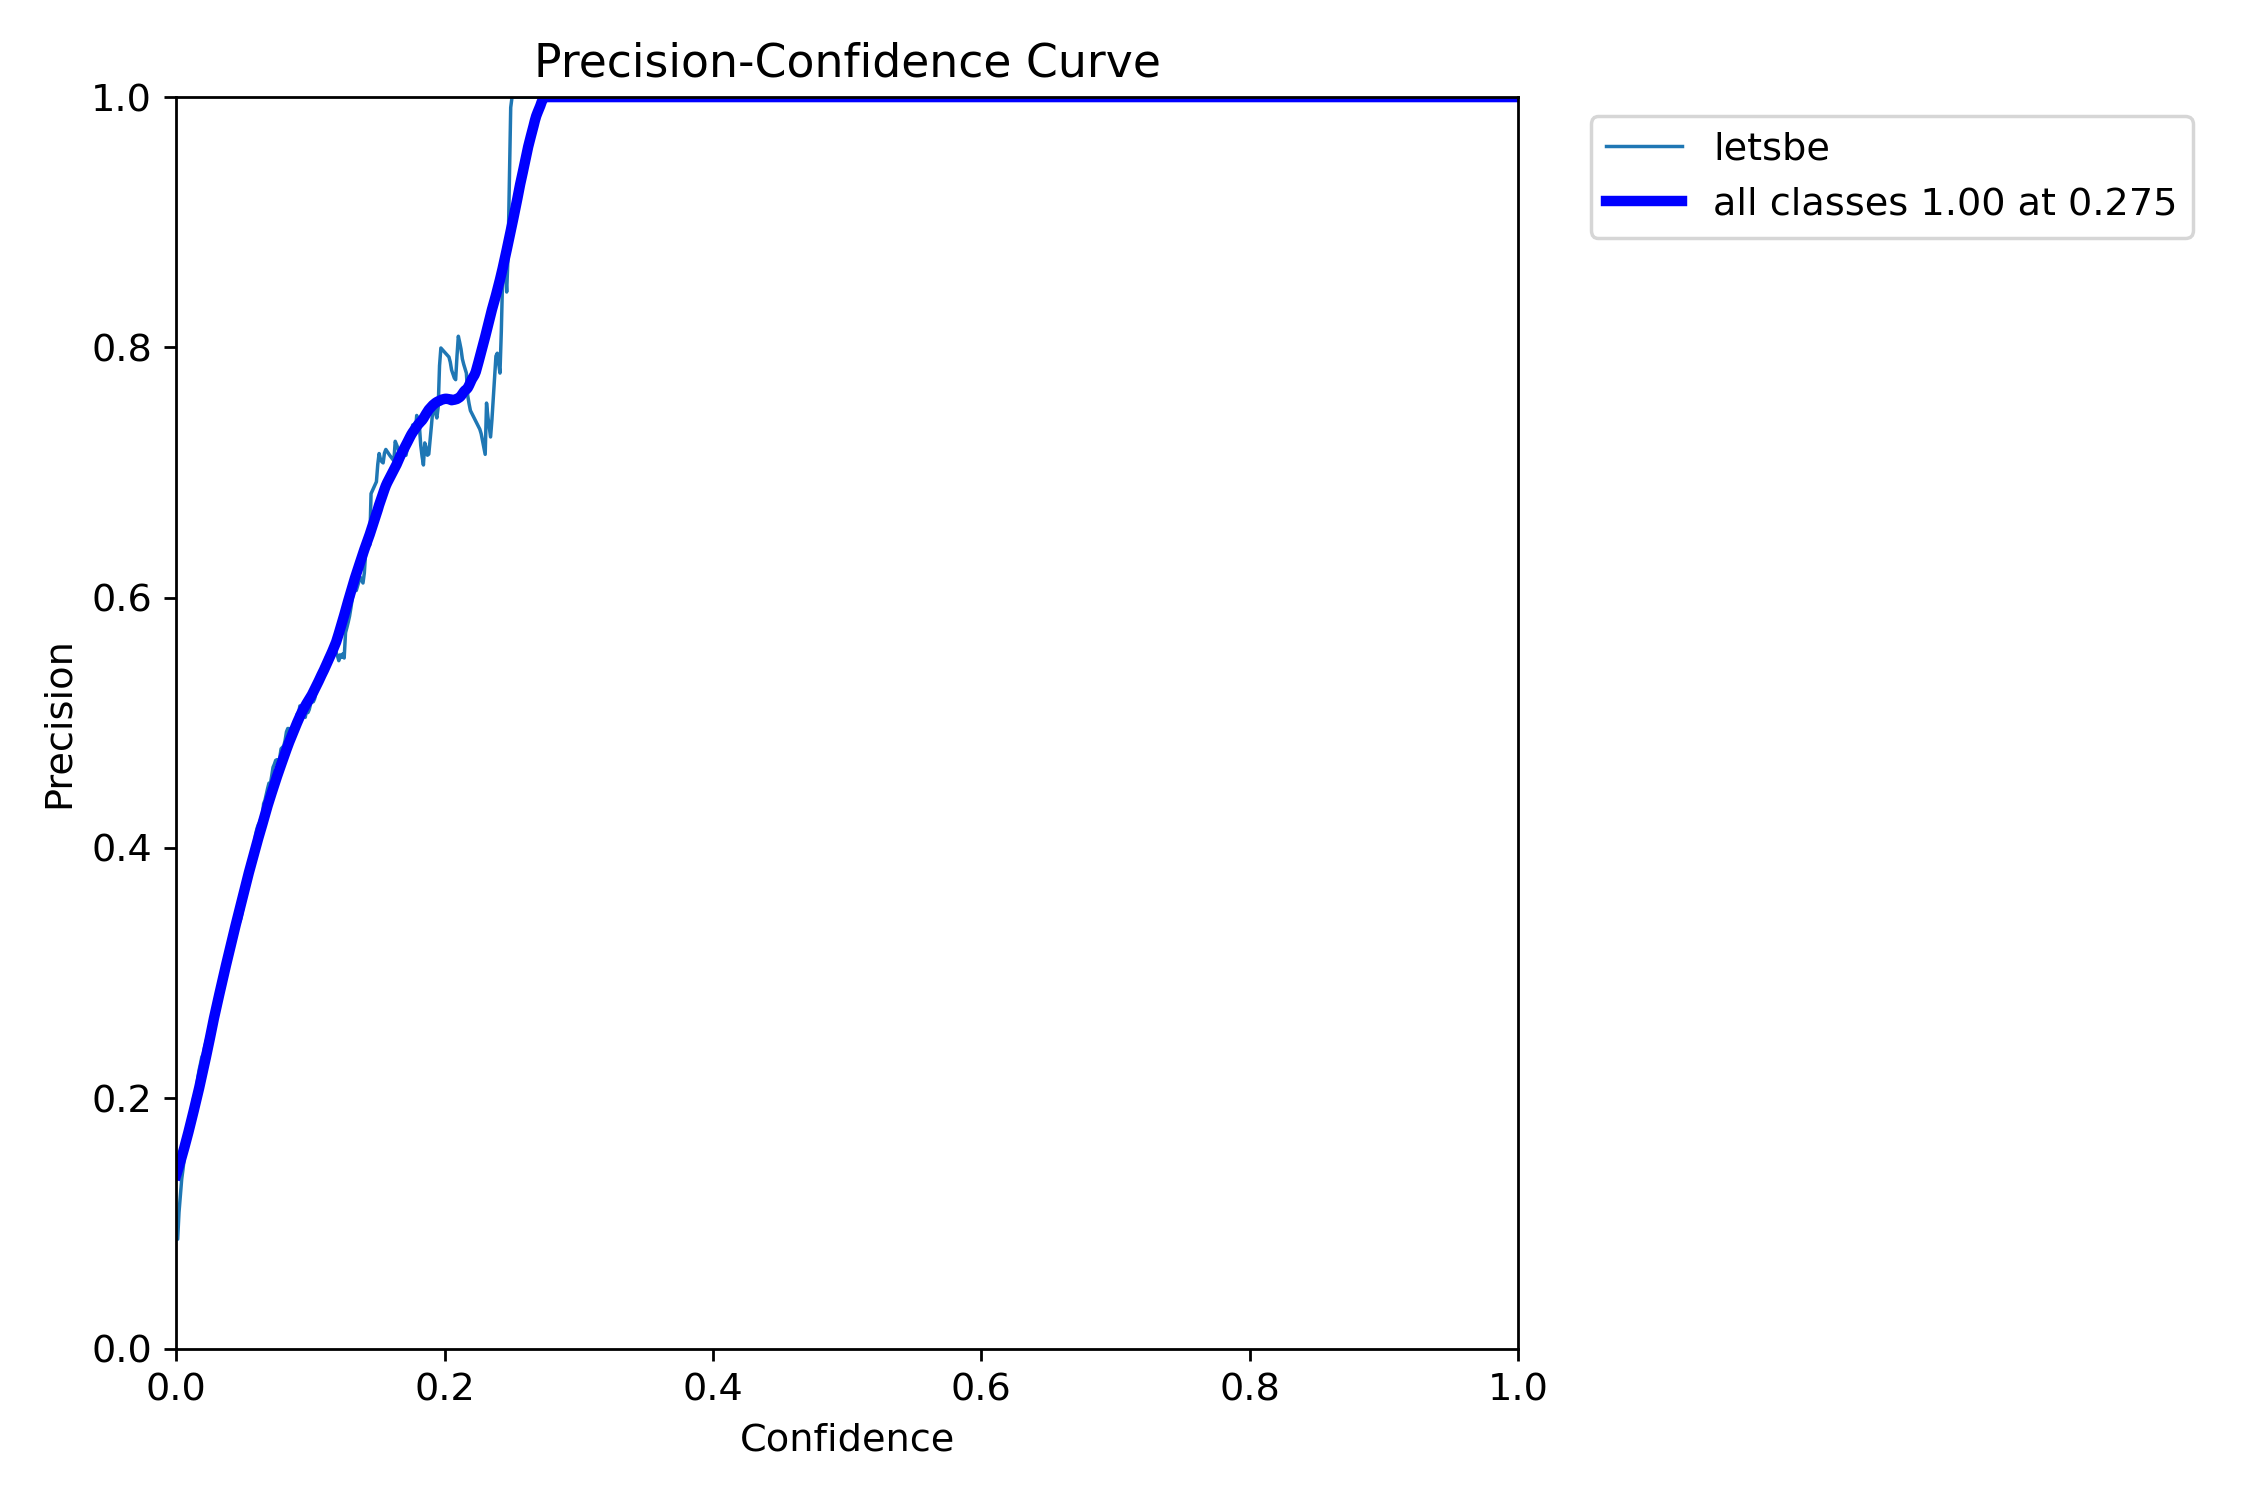 Precision-Confidence Curve
letsbe
all classes 1.00 at 0.275
1.0
0.8
0.6
0.4
0.2
0.0
Precision
0.0 0.2 0.4 0.6 0.8 1.0
Confidence